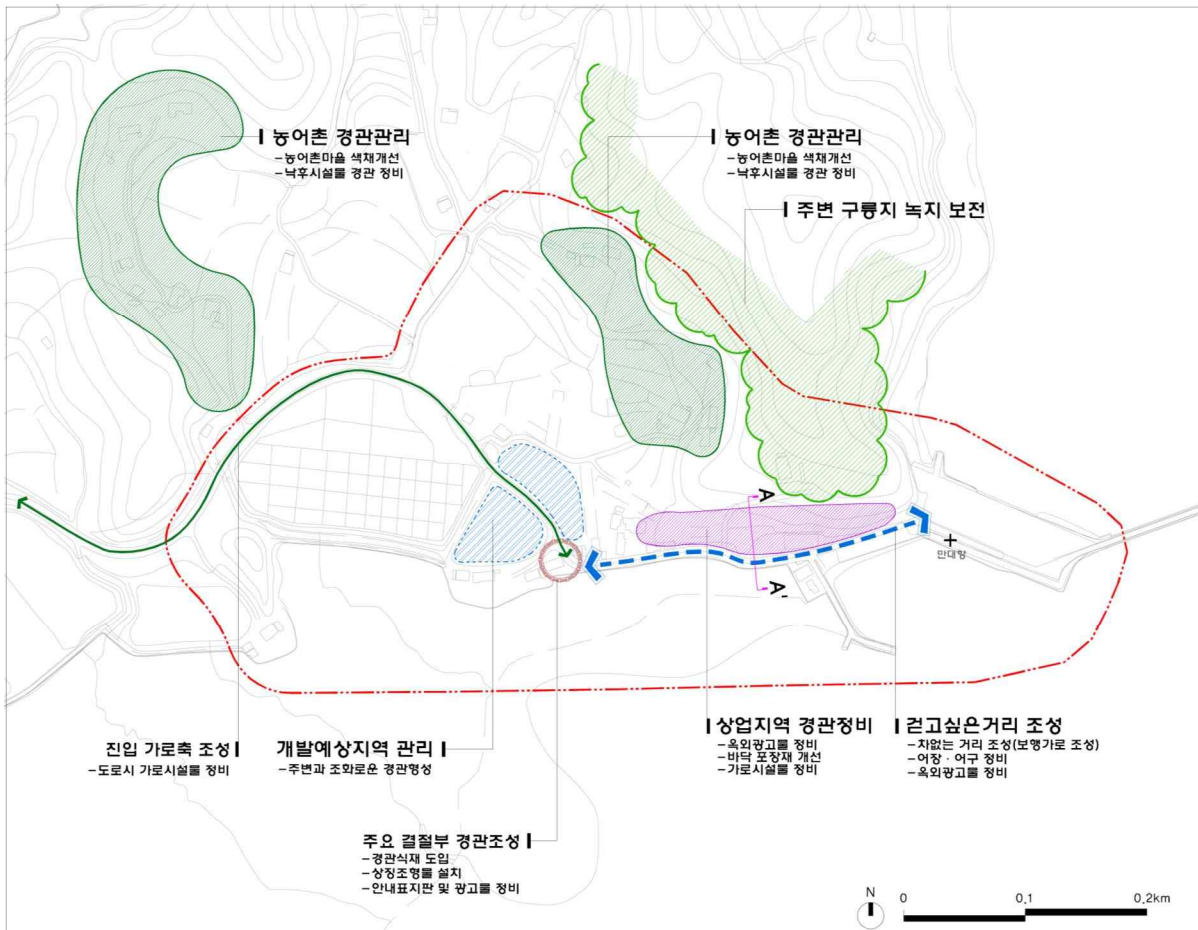 농어촌 경관관리
-농어촌마을 색채개선
-낙후시설물 경관 정비
농어촌 경관관리
-농어촌마을 색채개선
-낙후시설물 경관 정비
주변 구릉지 녹지 보전
A
A'
만대항
진입 가로축 조성
-도로시 가로시설물 정비
개발예상지역 관리
-주변과 조화로운 경관형성
상업지역 경관정비
-옥외광고물 정비
-바닥 포장재 개선
-가로시설물 정비
걷고싶은거리 조성
-차없는 거리 조성(보행가로 조성)
-어장·어구 정비
-옥외광고물 정비
주요 결절부 경관조성
-경관식재 도입
-상징조형물 설치
-안내표지판 및 광고물 정비
N
0 0.1 0.2km